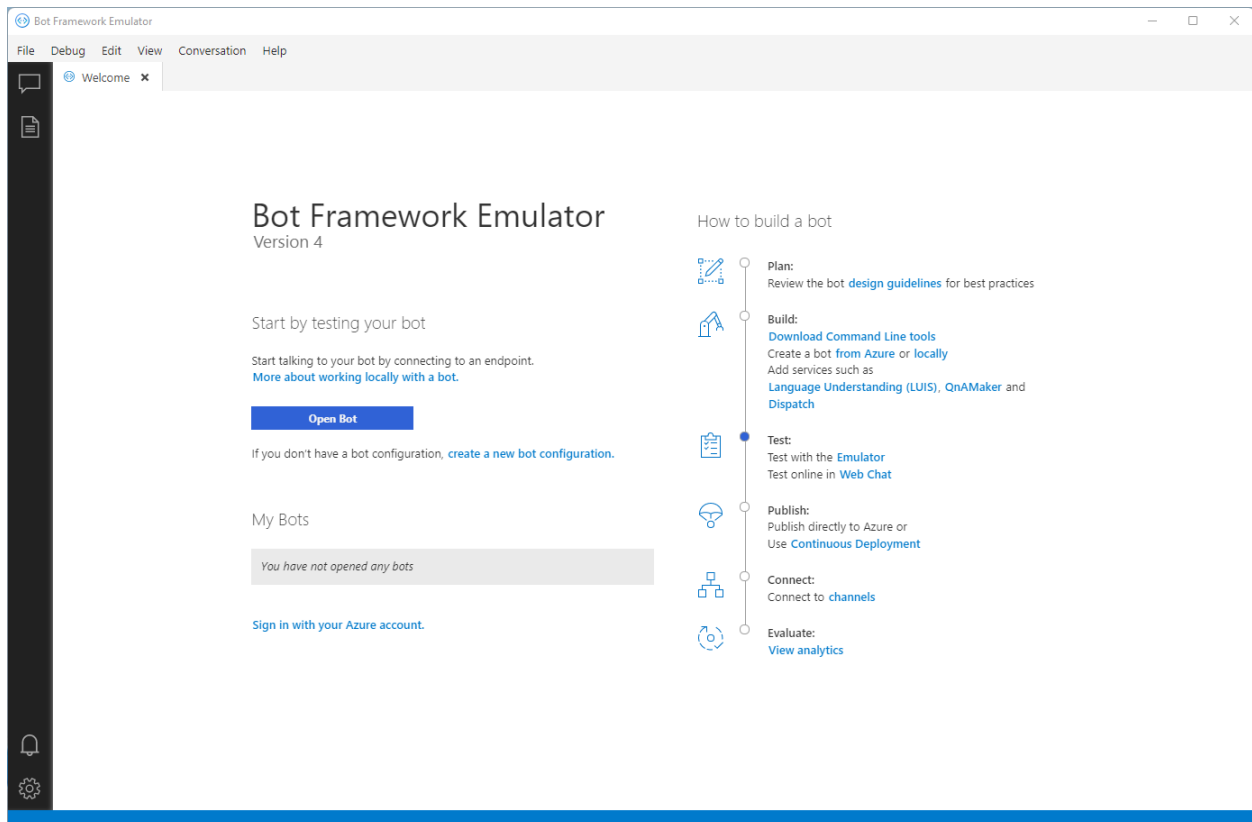 Bot Framework Emulator
File Debug Edit View Conversation Help
Welcome
Bot Framework Emulator
Version 4
Start by testing your bot
Start talking to your bot by connecting to an endpoint.
More about working locally with a bot.
Open Bot
If you don't have a bot configuration, create a new bot configuration.
My Bots
You have not opened any bots
Sign in with your Azure account.
How to build a bot
Plan:
Review the bot design guidelines for best practices
Build:
Download Command Line tools
Create a bot from Azure or locally
Add services such as
Language Understanding (LUIS), QnAMaker and
Dispatch
Test:
Test with the Emulator
Test online in Web Chat
Publish:
Publish directly to Azure or
Use Continuous Deployment
Connect:
Connect to channels
Evaluate:
View analytics